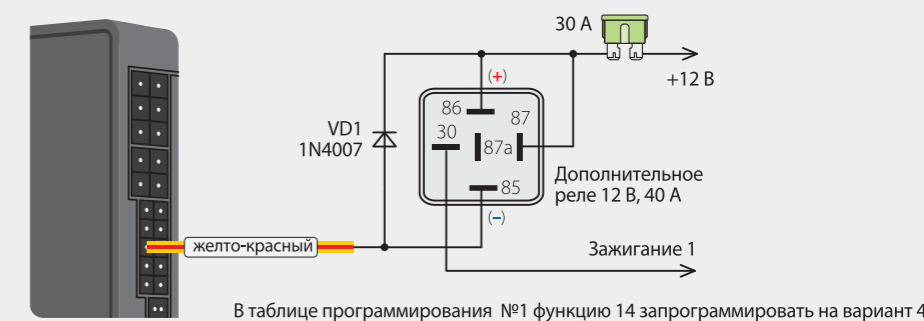 30 А
+12 В
(+)
86
87
30
87а
VD1
1N4007
85
(–)
Дополнительное
реле 12 В, 40 А
желто-красный
Зажигание 1
В таблице программирования №1 функцию 14 запрограммировать на вариант 4